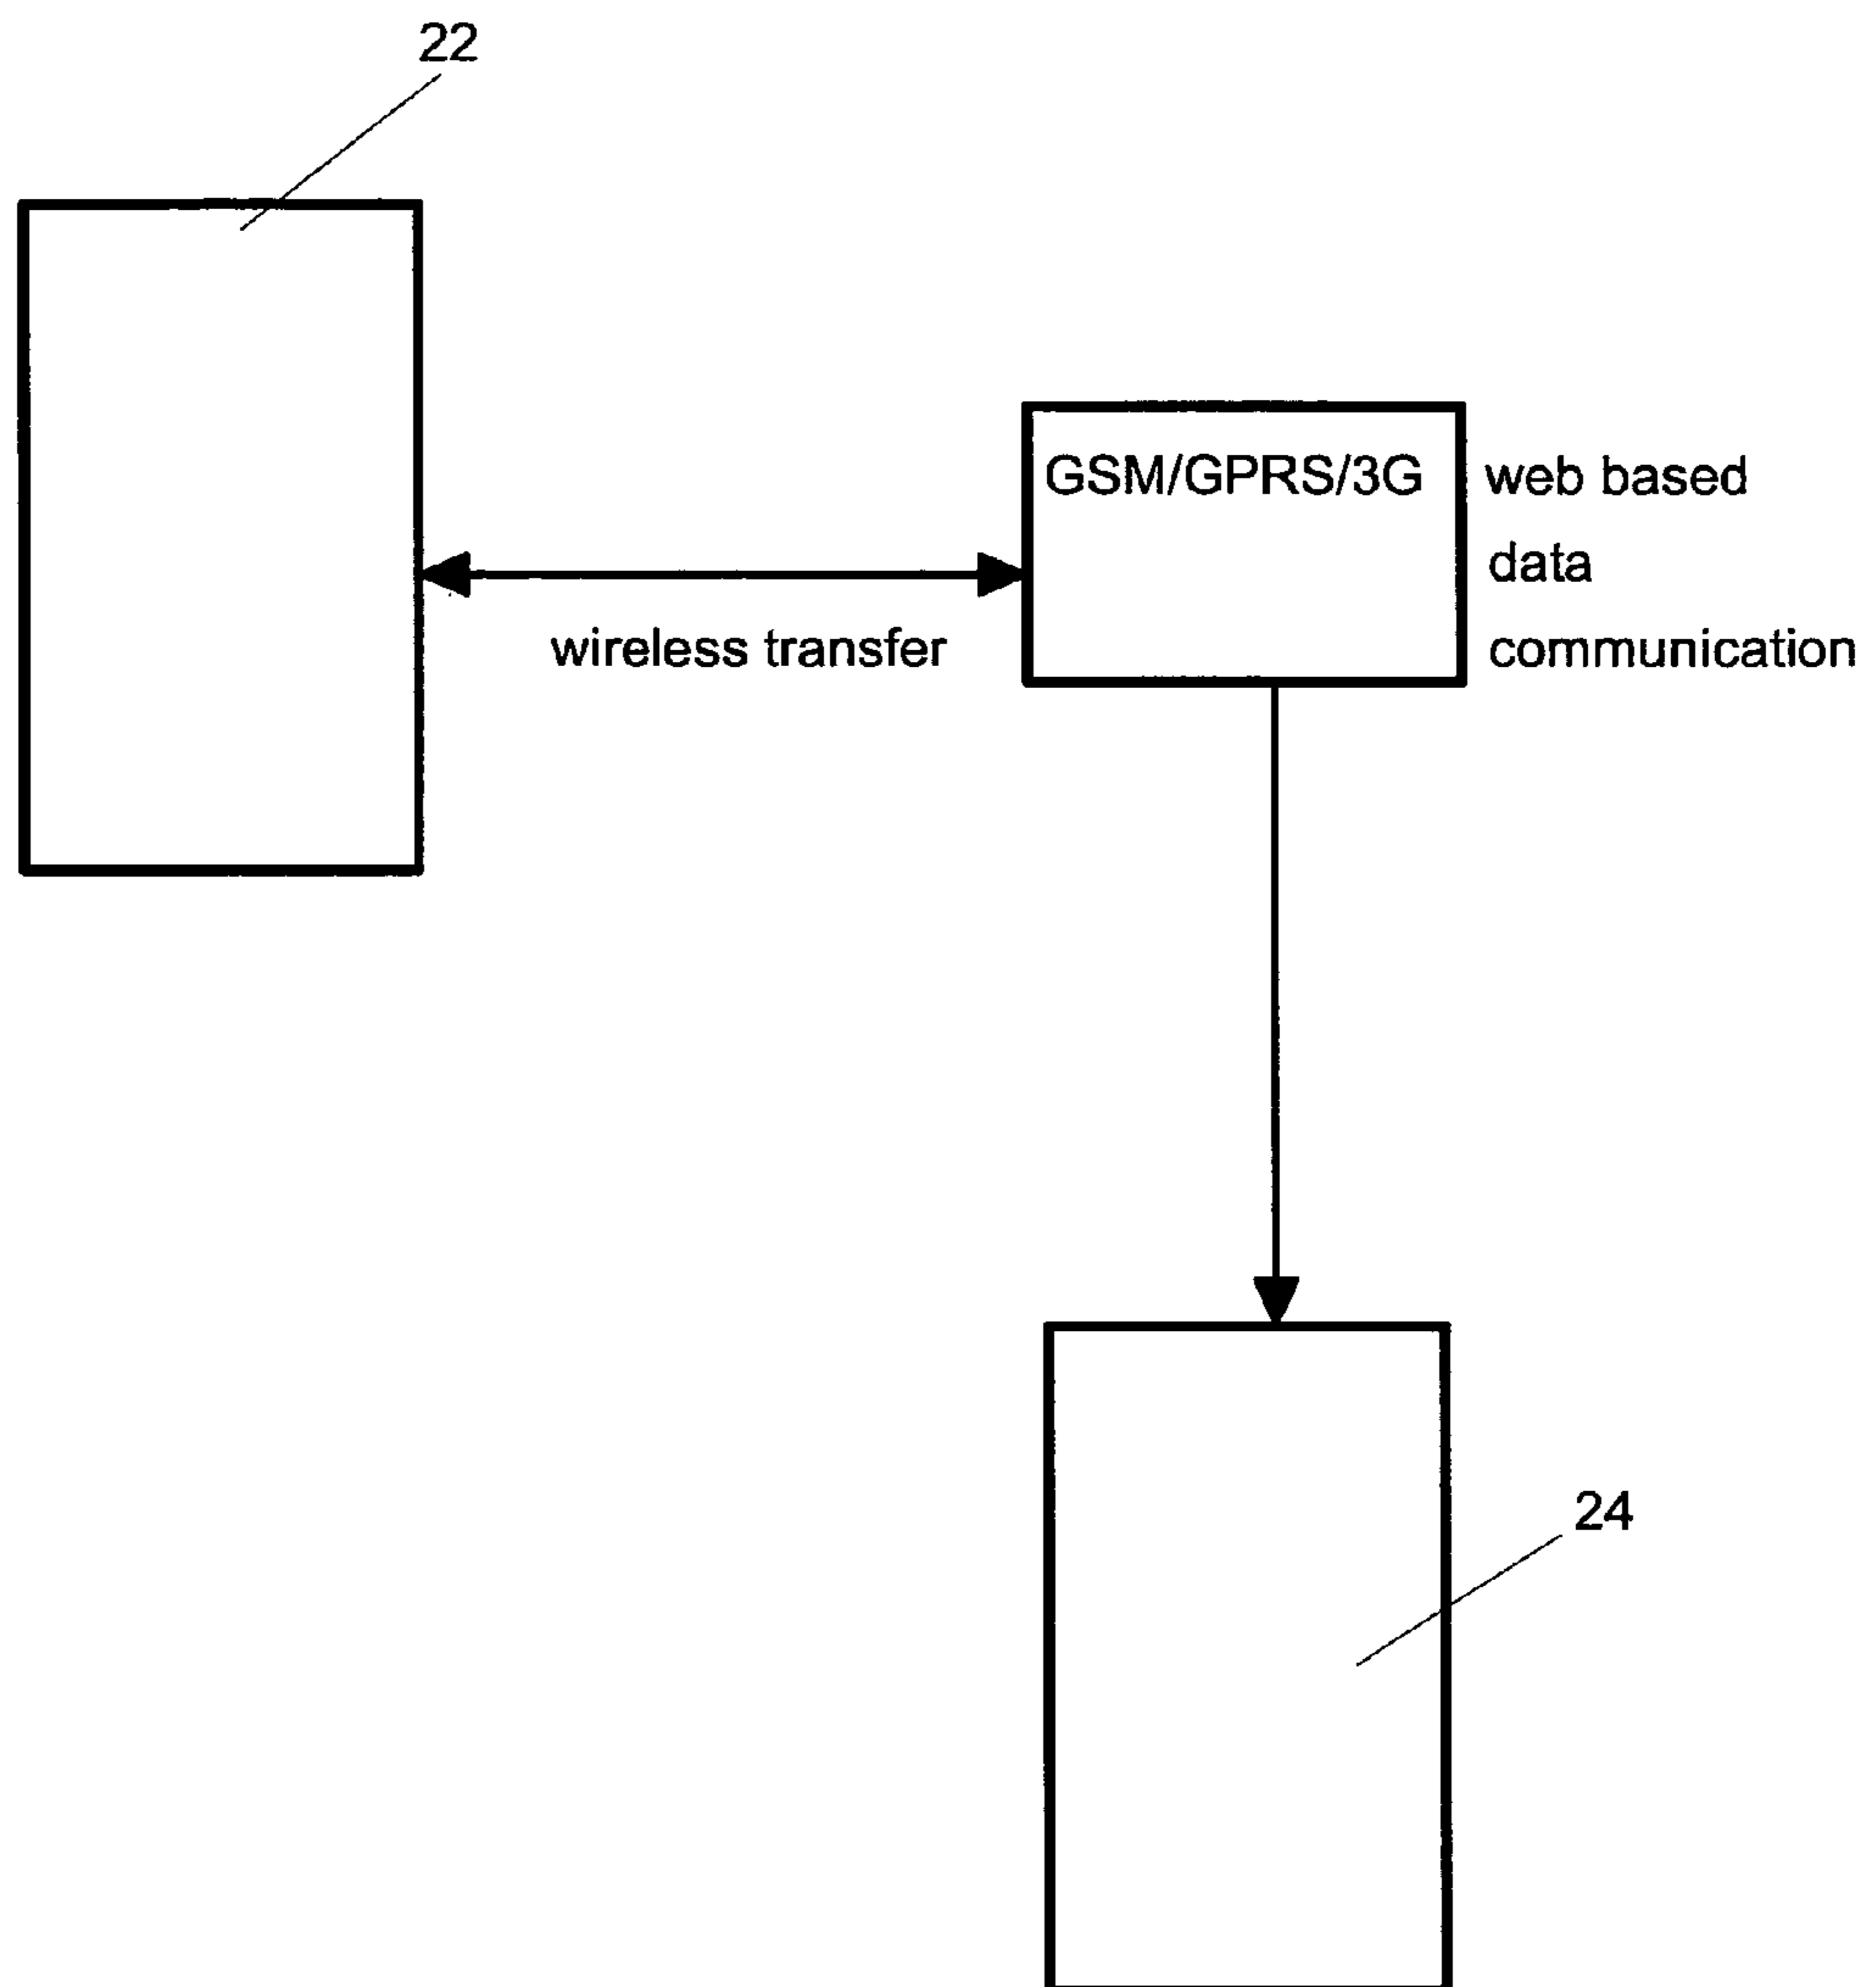 22
GSM/GPRS/3G
web based
data
wireless transfer
communication
24